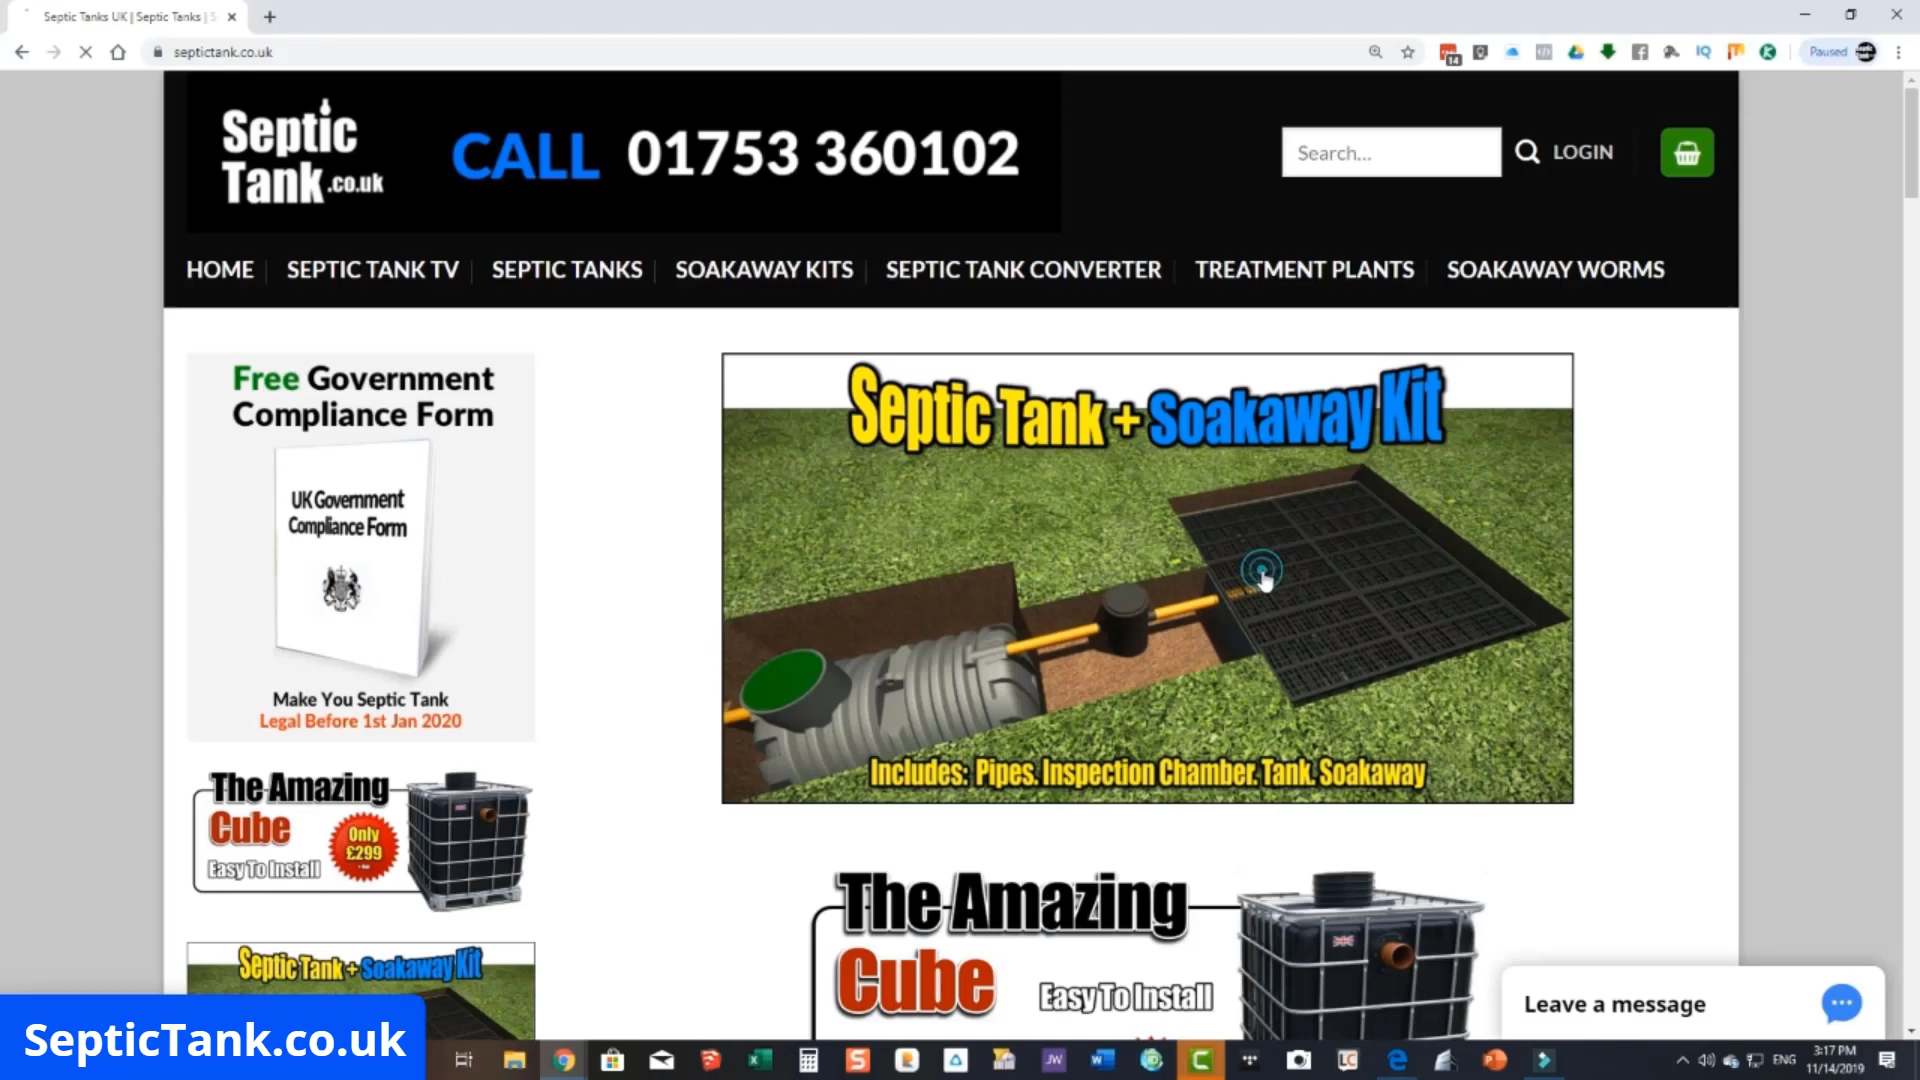 Septic Tanks UK | Septic Tanks | S
septictank.co.uk
14
IQ
Paused
Septic
Tank.co.uk
CALL 01753 360102
Search...
LOGIN
HOME
SEPTIC TANK TV
SEPTIC TANKS
SOAKAWAY KITS
SEPTIC TANK CONVERTER
TREATMENT PLANTS
SOAKAWAY WORMS
Free Government
Compliance Form
UK Government
Compliance Form
Make You Septic Tank
Legal Before 1st Jan 2020
The Amazing
Cube
Only
£299
Easy To Install
Septic Tank + Soakaway Kit
Septic Tank + Soakaway Kit
Includes: Pipes. Inspection Chamber. Tank. Soakaway
The Amazing
Cube
Easy To Install
Leave a message
SepticTank.co.uk
JW
LC
ENG
3:17 PM
11/14/2019